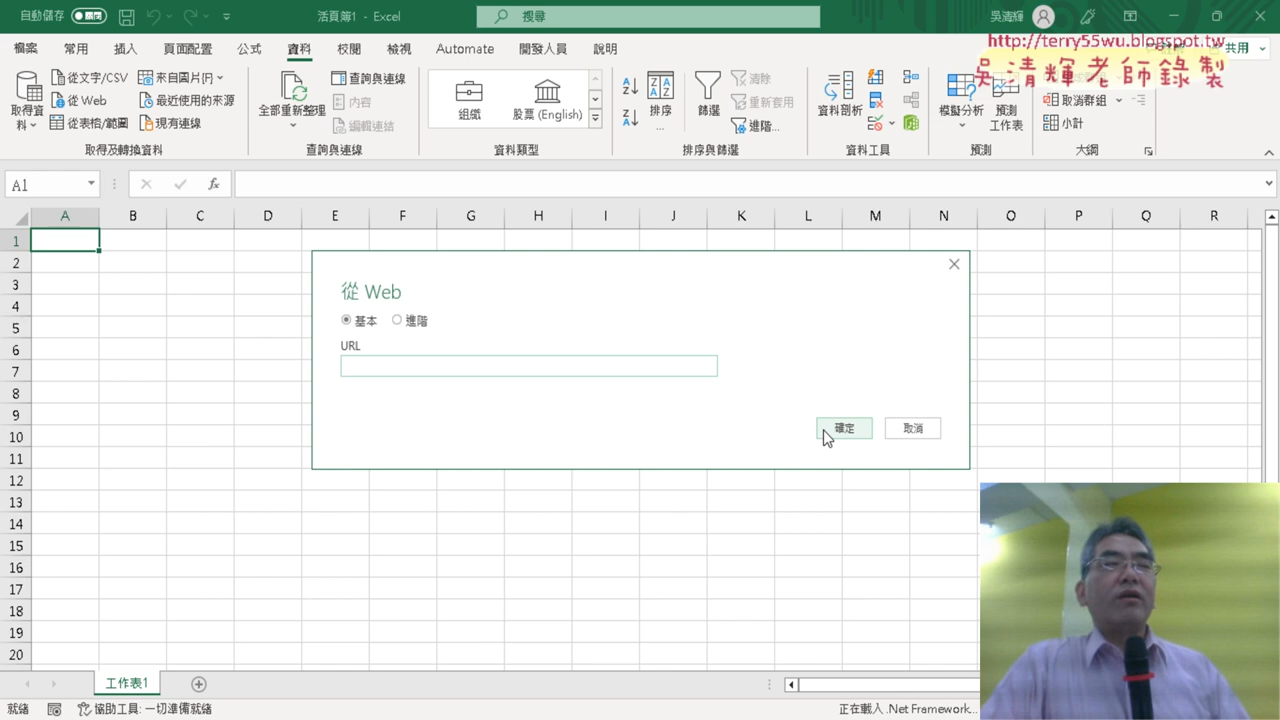 自動儲存
活頁簿1 - Excel
搜尋
吳清輝
檔案 常用 插入 頁面配置 公式 資料 校閱 檢視 Automate 開發人員 說明
http://terry55wu.blogspot.tw
共用
吳清輝老師錄製
取得資料
從文字/CSV
從 Web
從表格/範圍
來自圖片(F)
最近使用的來源
現有連線
取得及轉換資料
全部重新整理
查詢與連線
內容
編輯連結
查詢與連線
組織
股票 (English)
資料類型
排序
篩選
清除
重新套用
進階...
排序與篩選
資料剖析
資料工具
模擬分析
預測工作表
預測
取消群組
小計
大綱
A1
fx
A B C D E F G H I J K L M N O P Q R
1
2
3
4
5
6
7
8
9
10
11
12
13
14
15
16
17
18
19
20
從 Web
基本 進階
URL
確定 取消
工作表1
就緒
協助工具: 一切準備就緒
正在載入 .Net Framework...